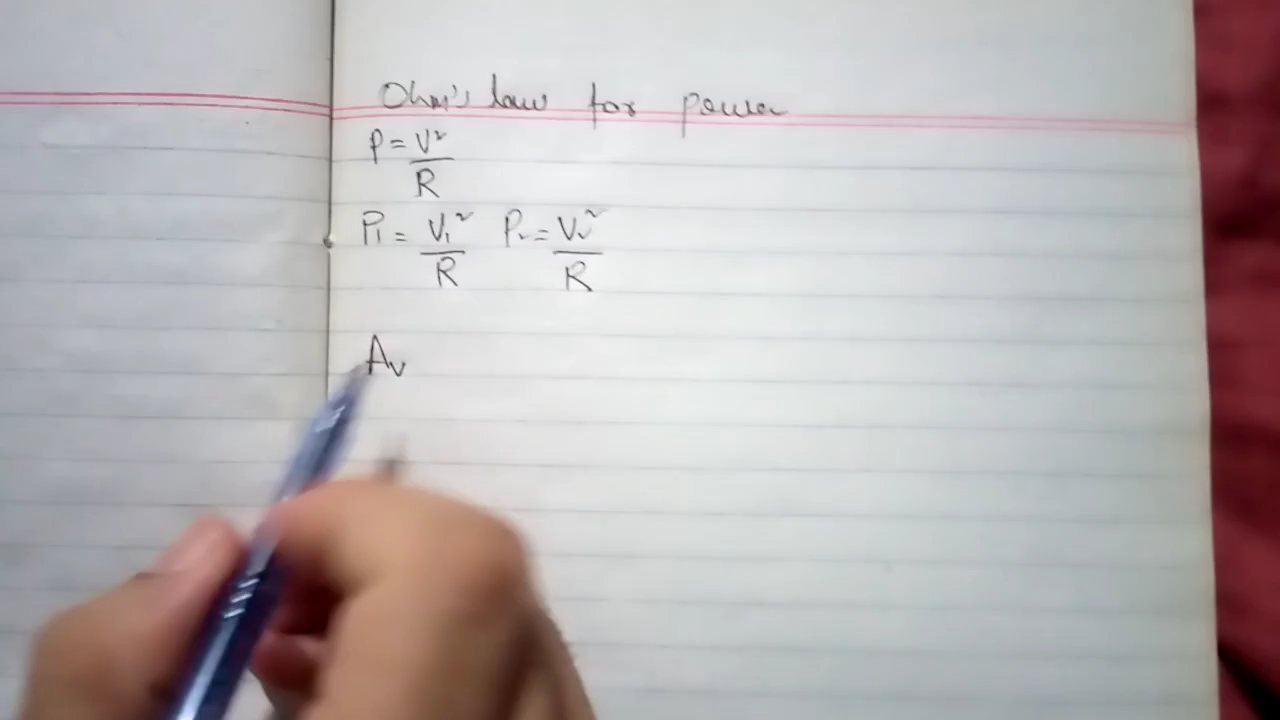 Ohm's law for power
P = V²/R
P₁ = V₁²/R P₂ = V₂²/R
Aᵥ